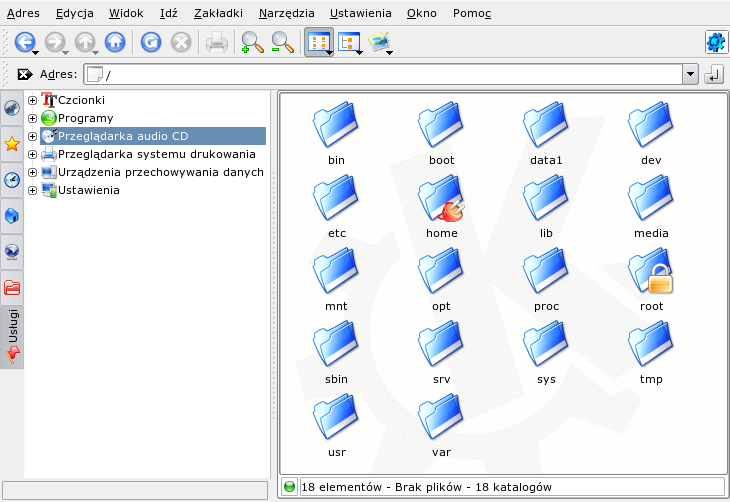 Adres Edycja Widok Idź Zakładki Narzędzia Ustawienia Okno Pomoc
Adres: /
Czcionki
Programy
Przeglądarka audio CD
Przeglądarka systemu drukowania
Urządzenia przechowywania danych
Ustawienia
Usługi
bin boot data1 dev
etc home lib media
mnt opt proc root
sbin srv sys tmp
usr var
18 elementów - Brak plików - 18 katalogów